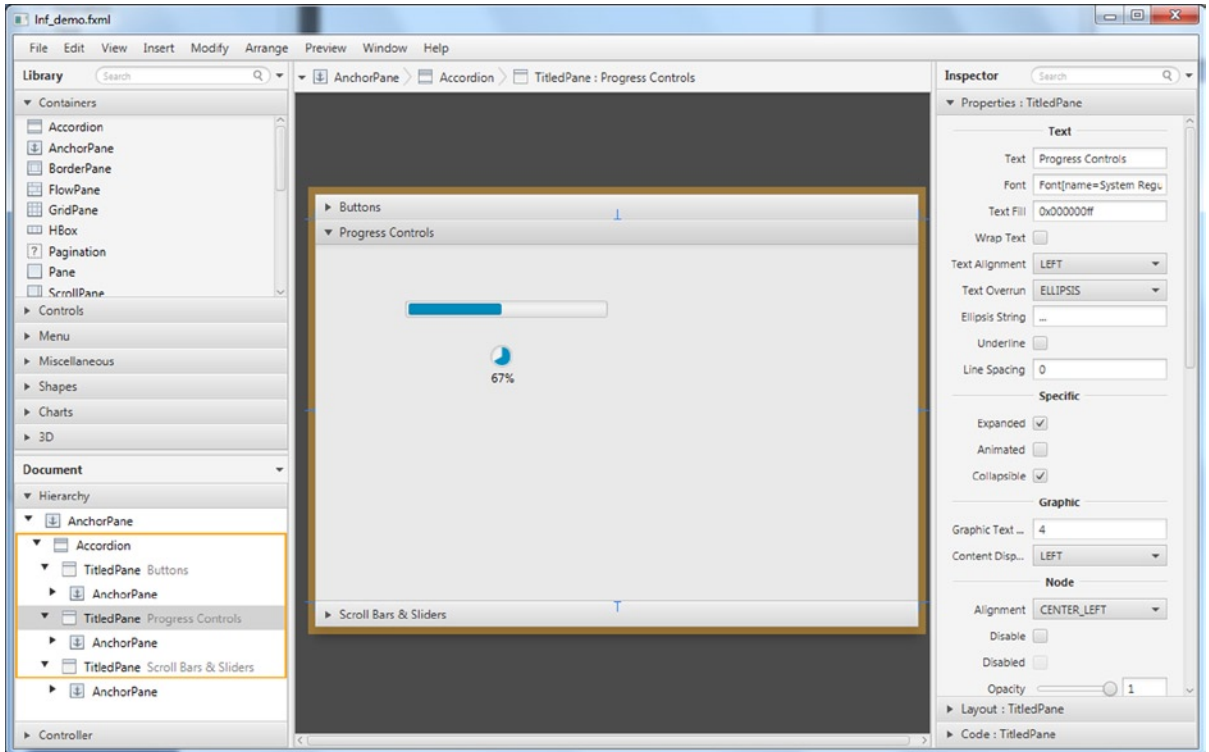 Inf_demo.fxml
File Edit View Insert Modify Arrange Preview Window Help
Library Search
Containers
Accordion
AnchorPane
BorderPane
FlowPane
GridPane
HBox
Pagination
Pane
ScrollPane
Controls
Menu
Miscellaneous
Shapes
Charts
3D
Document
Hierarchy
AnchorPane
Accordion
TitledPane Buttons
AnchorPane
TitledPane Progress Controls
AnchorPane
TitledPane Scroll Bars & Sliders
AnchorPane
Controller
AnchorPane Accordion TitledPane : Progress Controls
Buttons
Progress Controls
67%
Scroll Bars & Sliders
Inspector Search
Properties : TitledPane
Text
Text Progress Controls
Font Font[name=System Regu
Text Fill 0x000000ff
Wrap Text
Text Alignment LEFT
Text Overrun ELLIPSIS
Ellipsis String ...
Underline
Line Spacing 0
Specific
Expanded
Animated
Collapsible
Graphic
Graphic Text ... 4
Content Disp... LEFT
Node
Alignment CENTER_LEFT
Disable
Disabled
Opacity 1
Layout : TitledPane
Code : TitledPane